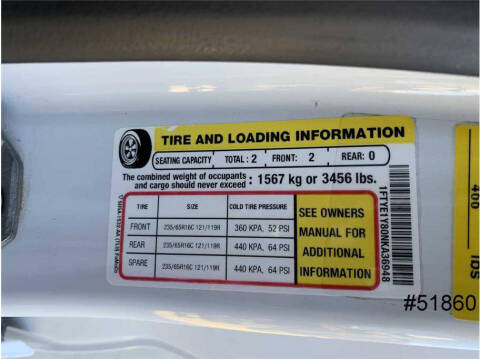 TIRE AND LOADING INFORMATION
SEATING CAPACITY TOTAL: 2 FRONT: 2 REAR: 0
The combined weight of occupants
and cargo should never exceed : 1567 kg or 3456 lbs.
TIRE SIZE COLD TIRE PRESSURE
FRONT 235/65R16C 121/119R 360 KPA, 52 PSI
REAR 235/65R16C 121/119R 440 KPA, 64 PSI
SPARE 235/65R16C 121/119R 440 KPA, 64 PSI
SEE OWNERS
MANUAL FOR
ADDITIONAL
INFORMATION
1FTYE1Y80NKA36948
400
#51860